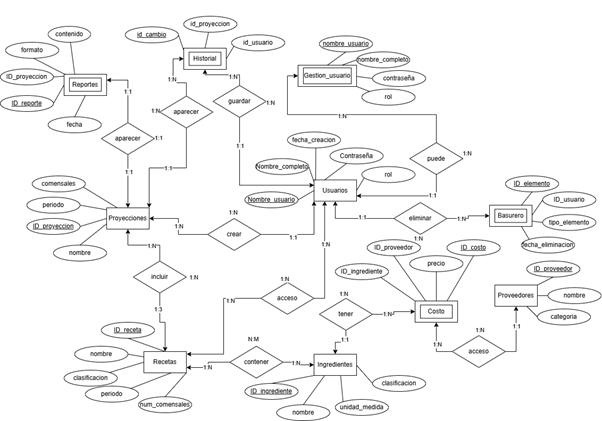 contenido
formato
ID_proyeccion
ID_reporte
Reportes
fecha
1:1
aparecer
1:1
1:1
id_cambio
id_proyeccion
id_usuario
Historial
1:N
aparecer
1:N
1:1
1:N
guardar
1:N
1:1
nombre_usuario
nombre_completo
contraseña
rol
Gestion_usuario
1:N
puede
1:N
1:1
fecha_creacion
Nombre_completo
Contraseña
rol
Nombre_usuario
Usuarios
comensales
periodo
ID_proyeccion
nombre
Proyecciones
1:N
crear
1:N
1:1
1:1
eliminar
1:N
1:N
ID_elemento
ID_usuario
tipo_elemento
fecha_eliminacion
Basurero
1:N
incluir
1:N
1:3
1:N
acceso
1:N
1:N
ID_proveedor
ID_costo
precio
ID_ingrediente
Costo
1:N
tener
1:N
1:1
ID_proveedor
nombre
categoria
Proveedores
1:1
1:N
acceso
1:N
ID_receta
nombre
clasificacion
periodo
num_comensales
Recetas
N:M
contener
1:N
1:N
Ingredientes
clasificacion
ID_ingrediente
nombre
unidad_medida